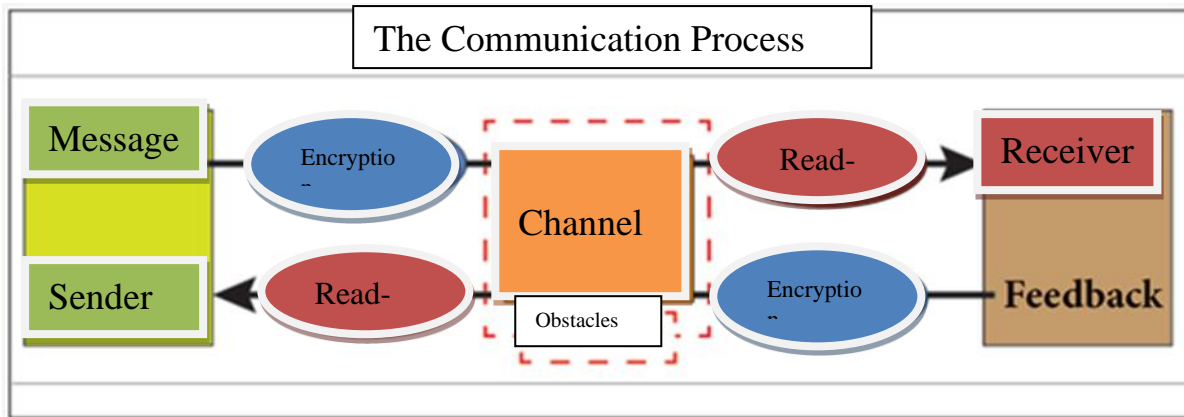 The Communication Process
Message
Encryptio
Read-
Receiver
Channel
Sender
Read-
Obstacles
Encryptio
Feedback